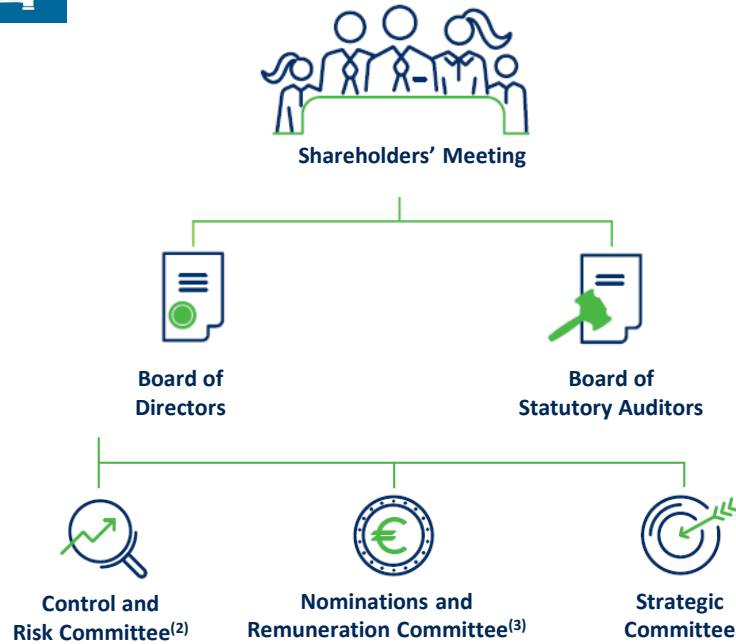 Shareholders’ Meeting
Board of
Directors
Board of
Statutory Auditors
Control and
Risk Committee(2)
Nominations and
Remuneration Committee(3)
Strategic
Committee